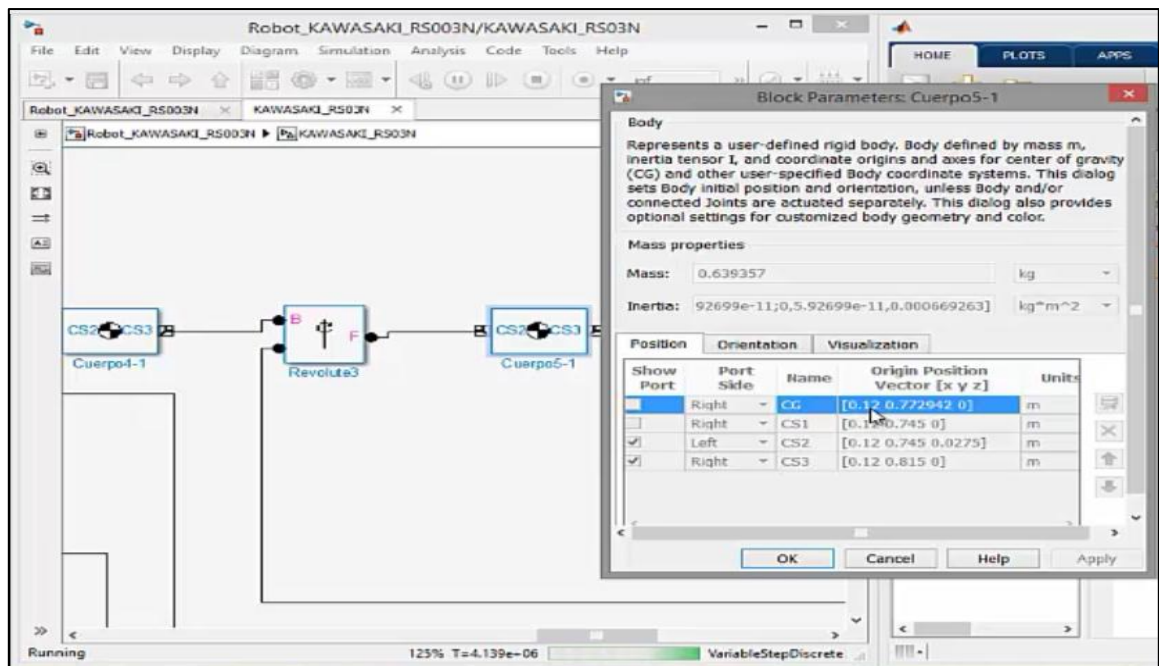 Robot_KAWASAKI_RS003N/KAWASAKI_RS03N
File Edit View Display Diagram Simulation Analysis Code Tools Help
HOME PLOTS APPS
inf
Robot_KAWASAKI_RS003N KAWASAKI_RS03N
Robot_KAWASAKI_RS003N KAWASAKI_RS03N
CS2 CS3
Cuerpo4-1
B F
Revolute3
CS2 CS3
Cuerpo5-1
Running 125% T=4.139e-06 VariableStepDiscrete
Block Parameters: Cuerpo5-1
Body
Represents a user-defined rigid body. Body defined by mass m,
inertia tensor I, and coordinate origins and axes for center of gravity
(CG) and other user-specified Body coordinate systems. This dialog
sets Body initial position and orientation, unless Body and/or
connected Joints are actuated separately. This dialog also provides
optional settings for customized body geometry and color.
Mass properties
Mass: 0.639357 kg
Inertia: 92699e-11;0,5.92699e-11,0.000669263] kg*m^2
Position Orientation Visualization
Show Port Port Side Name Origin Position Vector [x y z] Units
Right CG [0.12 0.772942 0] m
Right CS1 [0.12 0.745 0] m
Left CS2 [0.12 0.745 0.0275] m
Right CS3 [0.12 0.815 0] m
OK Cancel Help Apply